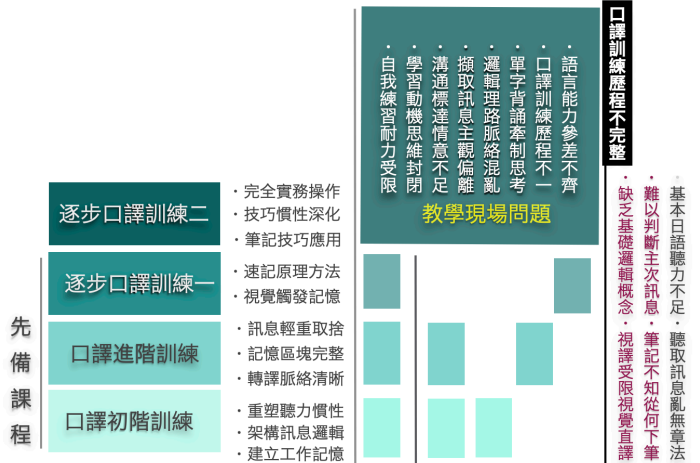 口譯訓練歷程不完整
・語言能力參差不齊
・口譯訓練歷程不一
・單字背誦牽制思考
・邏輯理路脈絡混亂
・擷取訊息主觀偏離
・溝通標達情意不足
・學習動機思維封閉
・自我練習耐力受限
教學現場問題
・基本日語聽力不足・聽取訊息亂無章法
・難以判斷主次訊息・筆記不知從何下筆
・缺乏基礎邏輯概念・視譯受限視覺直譯
逐步口譯訓練二
・完全實務操作
・技巧慣性深化
・筆記技巧應用
逐步口譯訓練一
・速記原理方法
・視覺觸發記憶
先備課程
口譯進階訓練
・訊息輕重取捨
・記憶區塊完整
・轉譯脈絡清晰
口譯初階訓練
・重塑聽力慣性
・架構訊息邏輯
・建立工作記憶